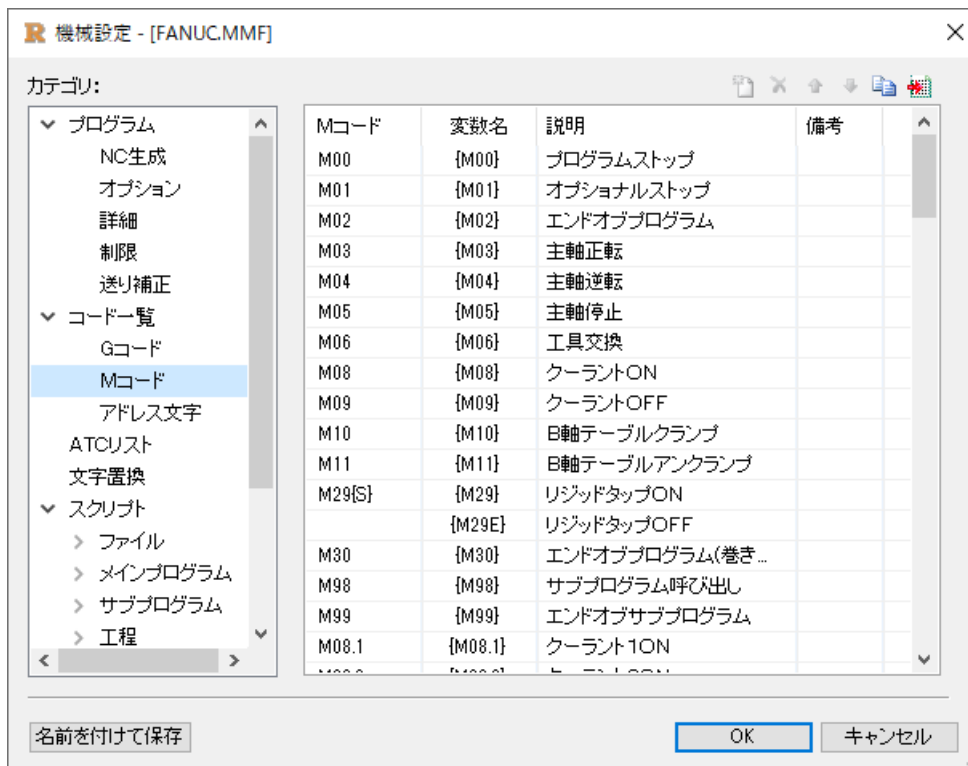 機械設定 - [FANUC.MMF]
カテゴリ:
プログラム
NC生成
オプション
詳細
制限
送り補正
コード一覧
Gコード
Mコード
アドレス文字
ATCリスト
文字置換
スクリプト
ファイル
メインプログラム
サブプログラム
工程
Mコード 変数名 説明 備考
M00 {M00} プログラムストップ
M01 {M01} オプショナルストップ
M02 {M02} エンドオブプログラム
M03 {M03} 主軸正転
M04 {M04} 主軸逆転
M05 {M05} 主軸停止
M06 {M06} 工具交換
M08 {M08} クーラントON
M09 {M09} クーラントOFF
M10 {M10} B軸テーブルクランプ
M11 {M11} B軸テーブルアンクランプ
M29{S} {M29} リジッドタップON
{M29E} リジッドタップOFF
M30 {M30} エンドオブプログラム(巻き...
M98 {M98} サブプログラム呼び出し
M99 {M99} エンドオブサブプログラム
M08.1 {M08.1} クーラント1ON
名前を付けて保存
OK
キャンセル